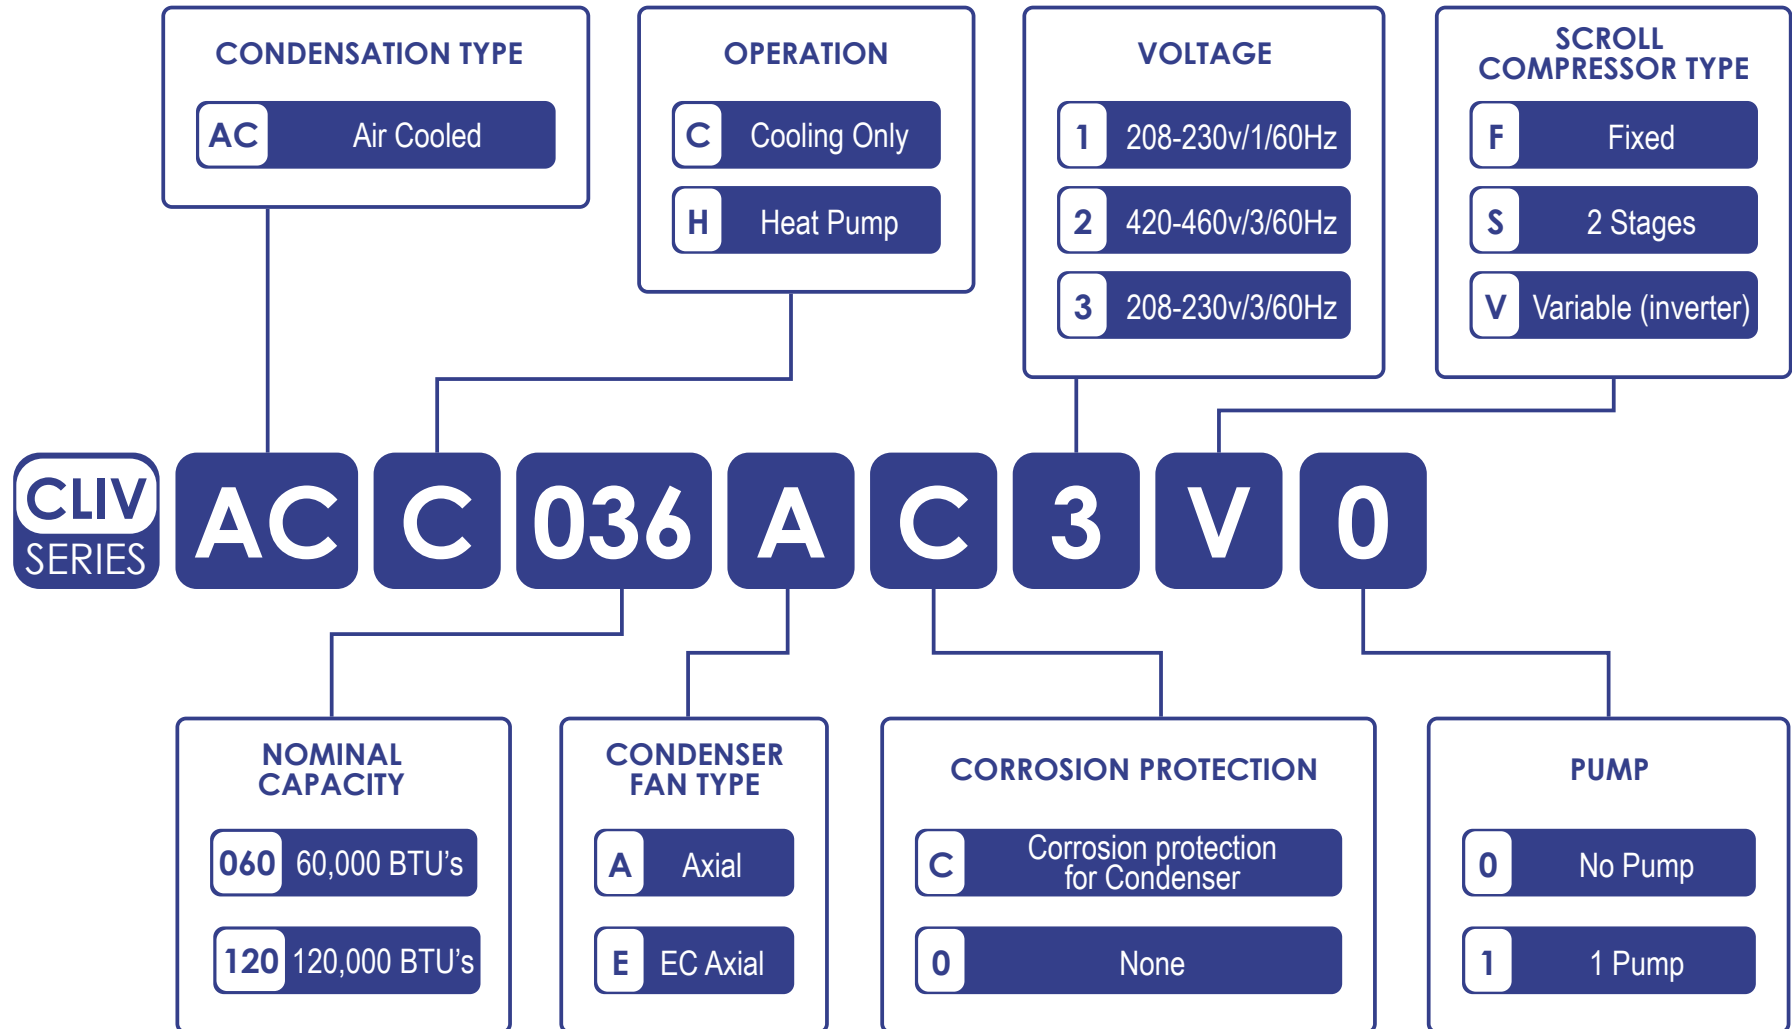 CONDENSATION TYPE
AC Air Cooled
OPERATION
C Cooling Only
H Heat Pump
VOLTAGE
1 208-230v/1/60Hz
2 420-460v/3/60Hz
3 208-230v/3/60Hz
SCROLL
COMPRESSOR TYPE
F Fixed
S 2 Stages
V Variable (inverter)
CLIV
SERIES
AC C 036 A C 3 V 0
NOMINAL
CAPACITY
060 60,000 BTU's
120 120,000 BTU's
CONDENSER
FAN TYPE
A Axial
E EC Axial
CORROSION PROTECTION
C Corrosion protection
for Condenser
0 None
PUMP
0 No Pump
1 1 Pump